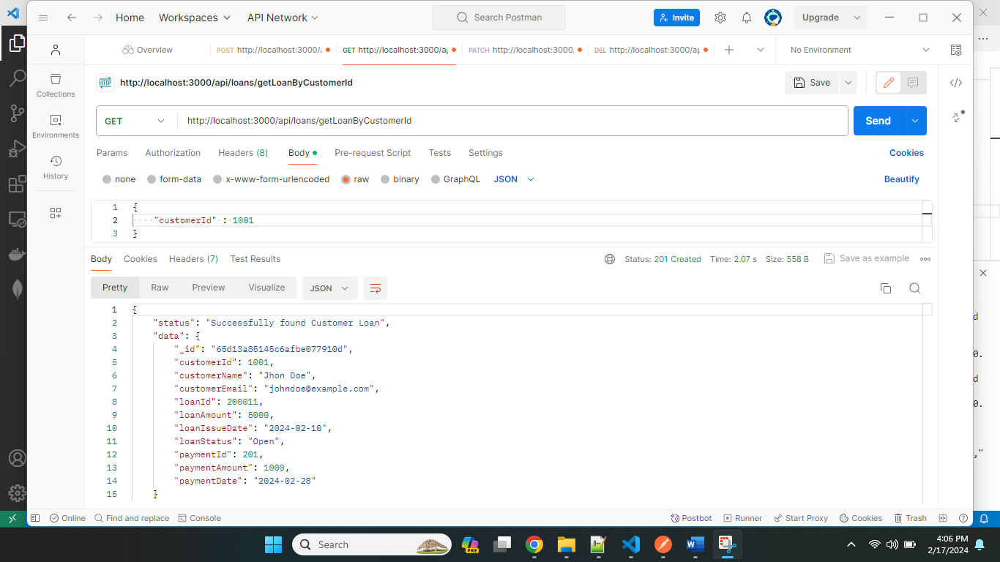 Home Workspaces API Network Search Postman Invite Upgrade
Overview POST http://localhost:3000/ GET http://localhost:3000/a PATCH http://localhost:3000, DEL http://localhost:3000/a No Environment
HTTP http://localhost:3000/api/loans/getLoanByCustomerId Save
Collections
Environments
History
GET http://localhost:3000/api/loans/getLoanByCustomerId Send
Params Authorization Headers (8) Body Pre-request Script Tests Settings Cookies
none form-data x-www-form-urlencoded raw binary GraphQL JSON Beautify
1 {
2 "customerId" : 1001
3 }
Body Cookies Headers (7) Test Results Status: 201 Created Time: 2.07 s Size: 558 B Save as example
Pretty Raw Preview Visualize JSON
1 {
2 "status": "Successfully found Customer Loan",
3 "data": {
4 "_id": "65d13a85145c6afbe077910d",
5 "customerId": 1001,
6 "customerName": "Jhon Doe",
7 "customerEmail": "johndoe@example.com",
8 "loanId": 200011,
9 "loanAmount": 5000,
10 "loanIssueDate": "2024-02-10",
11 "loanStatus": "Open",
12 "paymentId": 201,
13 "paymentAmount": 1000,
14 "paymentDate": "2024-02-28"
15 }
d
0.
d
0.
,"
Online Find and replace Console Postbot Runner Start Proxy Cookies Trash
Search PRE 4:06 PM
2/17/2024